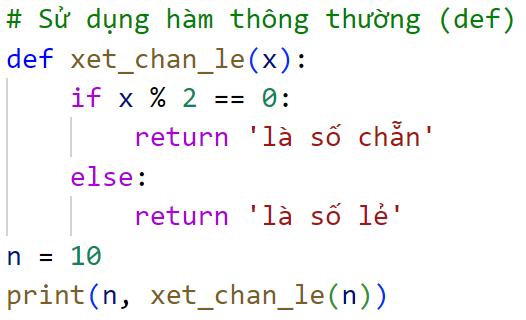 # Sử dụng hàm thông thường (def)
def xet_chan_le(x):
    if x % 2 == 0:
        return 'là số chẵn'
    else:
        return 'là số lẻ'
n = 10
print(n, xet_chan_le(n))